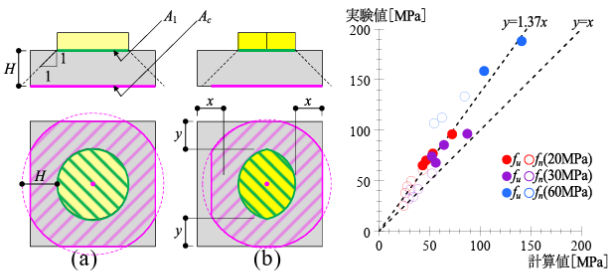 A₁
A꜀
H
1
1
x
x
y
y
H
(a)
(b)
実験値[MPa]
y=1.37x
y=x
200
150
100
50
0
0
50
100
150
200
計算値[MPa]
fᵤ fₙ(20MPa)
fᵤ fₙ(30MPa)
fᵤ fₙ(60MPa)